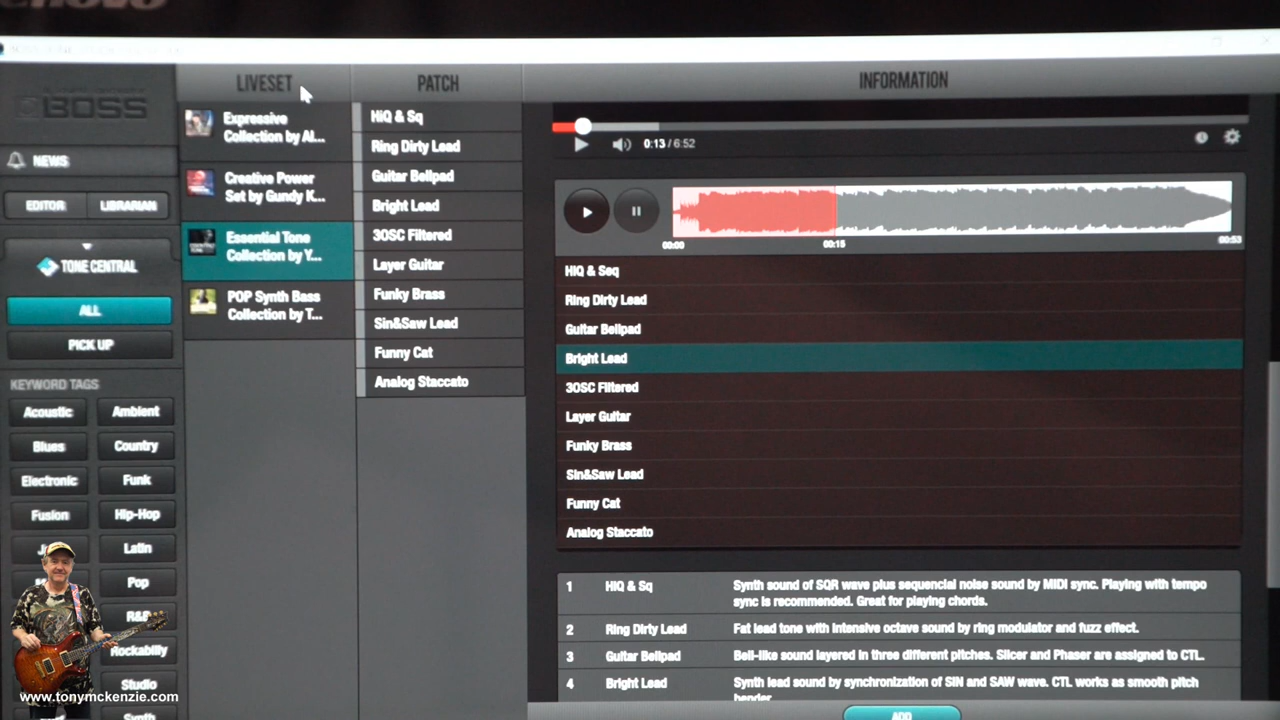 enovo
BOSS
NEWS
EDITOR
LIBRARIAN
TONE CENTRAL
ALL
PICK UP
KEYWORD TAGS
Acoustic
Ambient
Blues
Country
Electronic
Funk
Fusion
Hip-Hop
Latin
Pop
R&B
Rockabilly
Studio
Synth
www.tonymckenzie.com
LIVESET
Expressive
Collection by Al...
Creative Power
Set by Gundy K...
Essential Tone
Collection by Y...
POP Synth Bass
Collection by T...
PATCH
HiQ & Sq
Ring Dirty Lead
Guitar Bellpad
Bright Lead
3OSC Filtered
Layer Guitar
Funky Brass
Sin&Saw Lead
Funny Cat
Analog Staccato
INFORMATION
0:13 / 6:52
00:00
00:15
00:53
HiQ & Seq
Ring Dirty Lead
Guitar Bellpad
Bright Lead
3OSC Filtered
Layer Guitar
Funky Brass
Sin&Saw Lead
Funny Cat
Analog Staccato
1 HiQ & Sq Synth sound of SQR wave plus sequencial noise sound by MIDI sync. Playing with tempo
sync is recommended. Great for playing chords.
2 Ring Dirty Lead Fat lead tone with intensive octave sound by ring modulator and fuzz effect.
3 Guitar Bellpad Bell-like sound layered in three different pitches. Slicer and Phaser are assigned to CTL.
4 Bright Lead Synth lead sound by synchronization of SIN and SAW wave. CTL works as smooth pitch
bender.
ADD